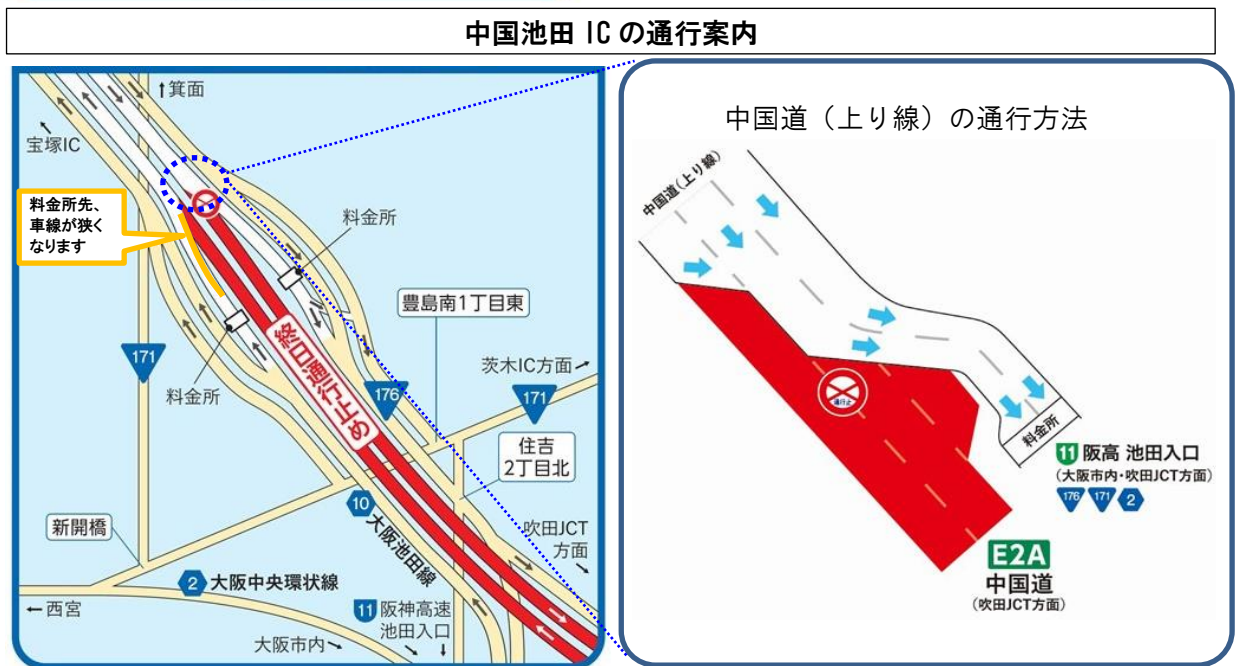 中国池田 IC の通行案内
↑箕面
宝塚IC
料金所先、
車線が狭く
なります
料金所
豊島南1丁目東
171
料金所
終日通行止め
176
茨木IC方面→
171
住吉
2丁目北
10
大阪池田線
新開橋
吹田JCT
方面
2 大阪中央環状線
←西宮
11 阪神高速
池田入口
大阪市内
中国道（上り線）の通行方法
中国道(上り線)
通行止
料金所
11 阪高 池田入口
(大阪市内・吹田JCT方面)
176 171 2
E2A
中国道
(吹田JCT方面)